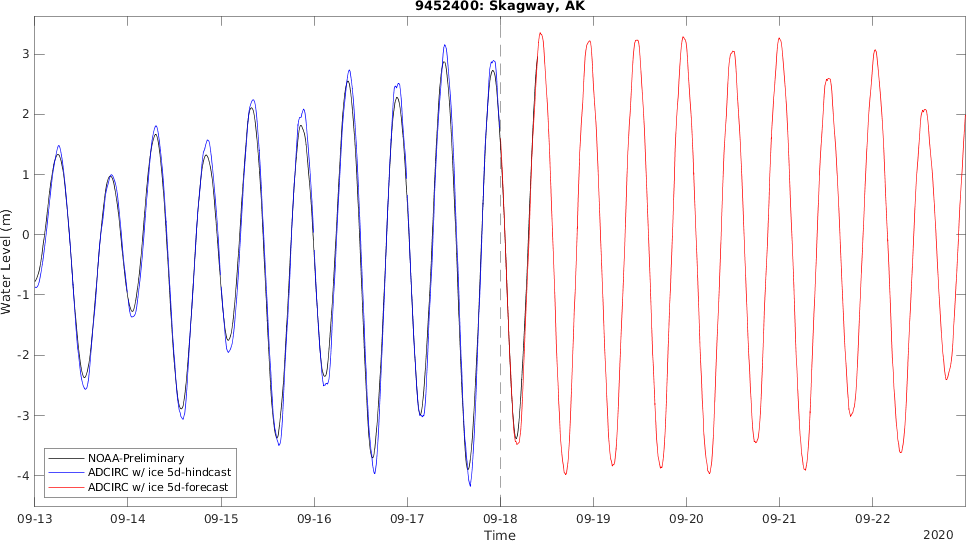 9452400: Skagway, AK
Water Level (m)
3
2
1
0
-1
-2
-3
-4
NOAA-Preliminary
ADCIRC w/ ice 5d-hindcast
ADCIRC w/ ice 5d-forecast
09-13 09-14 09-15 09-16 09-17 09-18 09-19 09-20 09-21 09-22
Time
2020